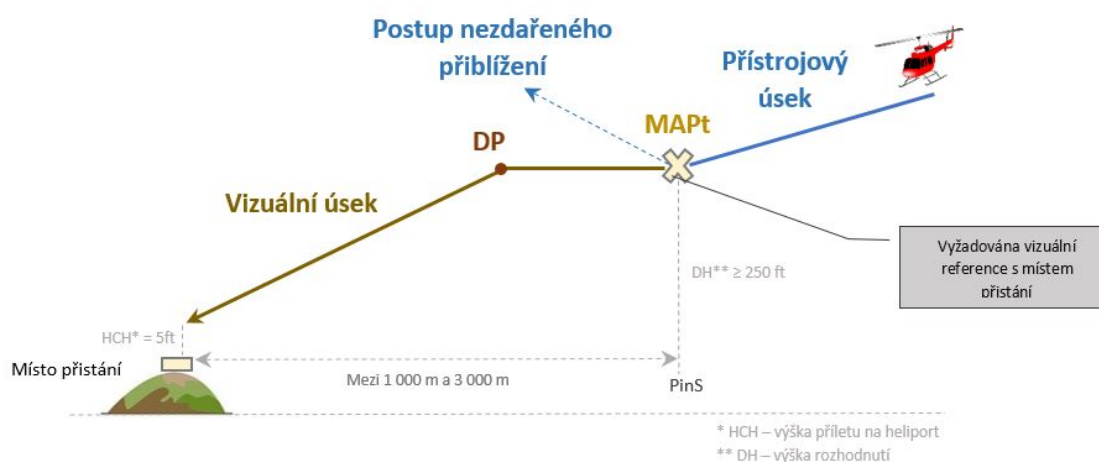 Postup nezdařeného
přiblížení
Přístrojový
úsek
MAPt
DP
Vizuální úsek
Vyžadována vizuální
reference s místem
přistání
DH** ≥ 250 ft
HCH* = 5ft
Místo přistání
Mezi 1 000 m a 3 000 m
PinS
* HCH – výška příletu na heliport
** DH – výška rozhodnutí